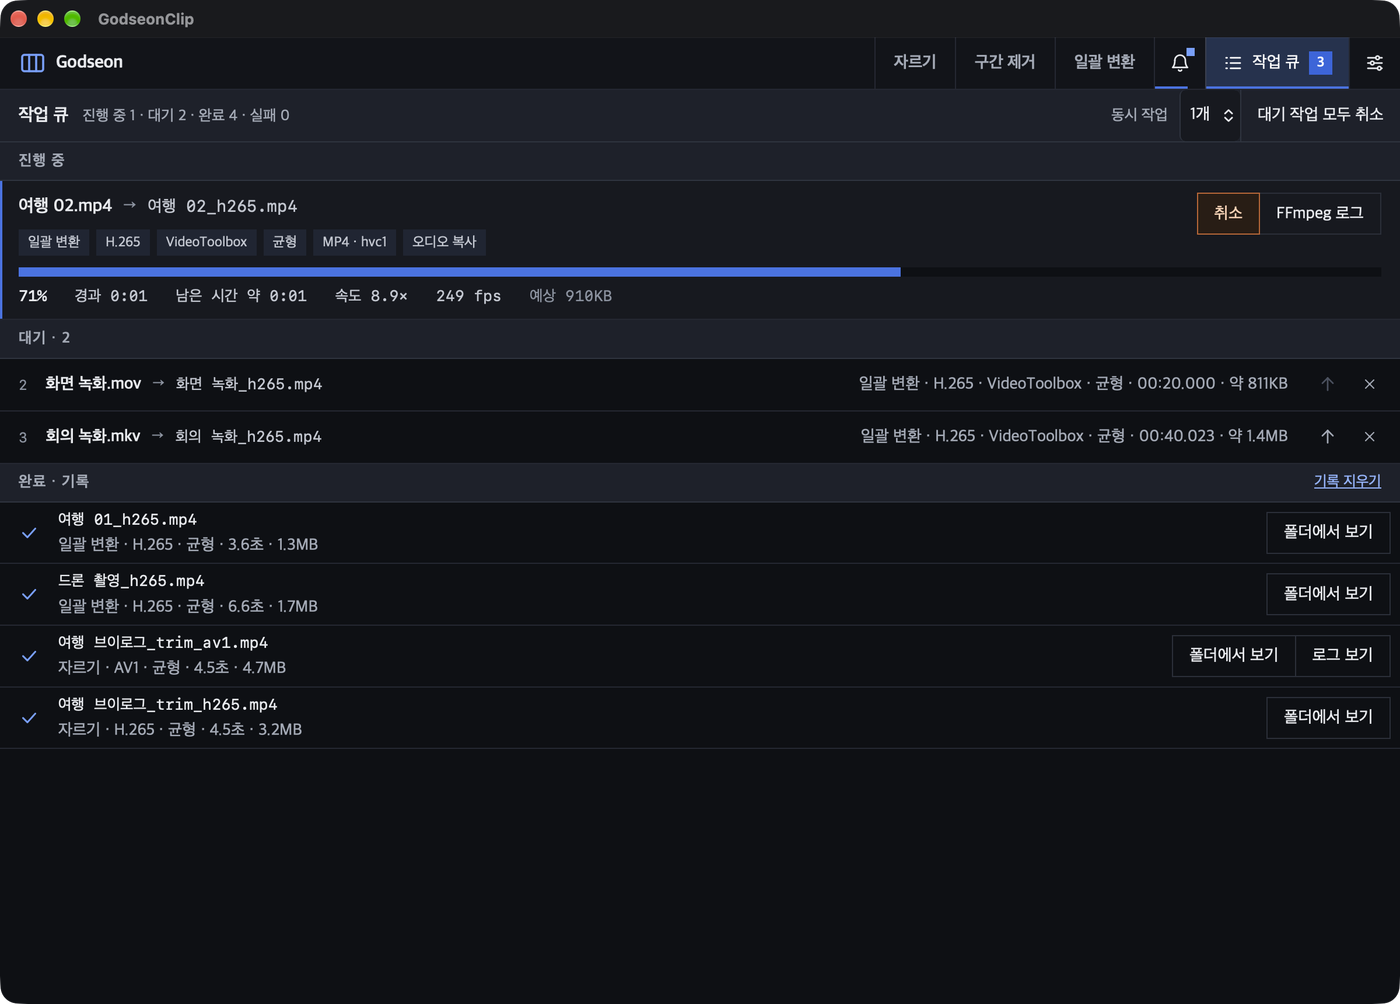 GodseonClip
Godseon 자르기 구간 제거 일괄 변환 작업 큐 3
작업 큐 진행 중 1 · 대기 2 · 완료 4 · 실패 0 동시 작업 1개 대기 작업 모두 취소
진행 중
여행 02.mp4 → 여행 02_h265.mp4 취소 FFmpeg 로그
일괄 변환 H.265 VideoToolbox 균형 MP4 · hvc1 오디오 복사
71% 경과 0:01 남은 시간 약 0:01 속도 8.9× 249 fps 예상 910KB
대기 · 2
2 화면 녹화.mov → 화면 녹화_h265.mp4 일괄 변환 · H.265 · VideoToolbox · 균형 · 00:20.000 · 약 811KB
3 회의 녹화.mkv → 회의 녹화_h265.mp4 일괄 변환 · H.265 · VideoToolbox · 균형 · 00:40.023 · 약 1.4MB
완료 · 기록 기록 지우기
여행 01_h265.mp4
일괄 변환 · H.265 · 균형 · 3.6초 · 1.3MB 폴더에서 보기
드론 촬영_h265.mp4
일괄 변환 · H.265 · 균형 · 6.6초 · 1.7MB 폴더에서 보기
여행 브이로그_trim_av1.mp4
자르기 · AV1 · 균형 · 4.5초 · 4.7MB 폴더에서 보기 로그 보기
여행 브이로그_trim_h265.mp4
자르기 · H.265 · 균형 · 4.5초 · 3.2MB 폴더에서 보기